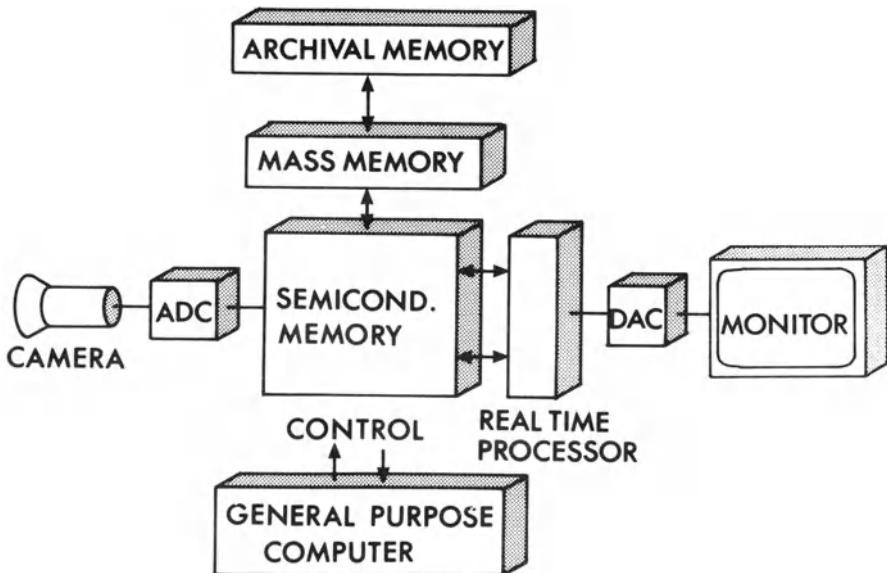 ARCHIVAL MEMORY
MASS MEMORY
CAMERA
ADC
SEMICOND.
MEMORY
REAL TIME
PROCESSOR
DAC
MONITOR
CONTROL
GENERAL PURPOSE
COMPUTER